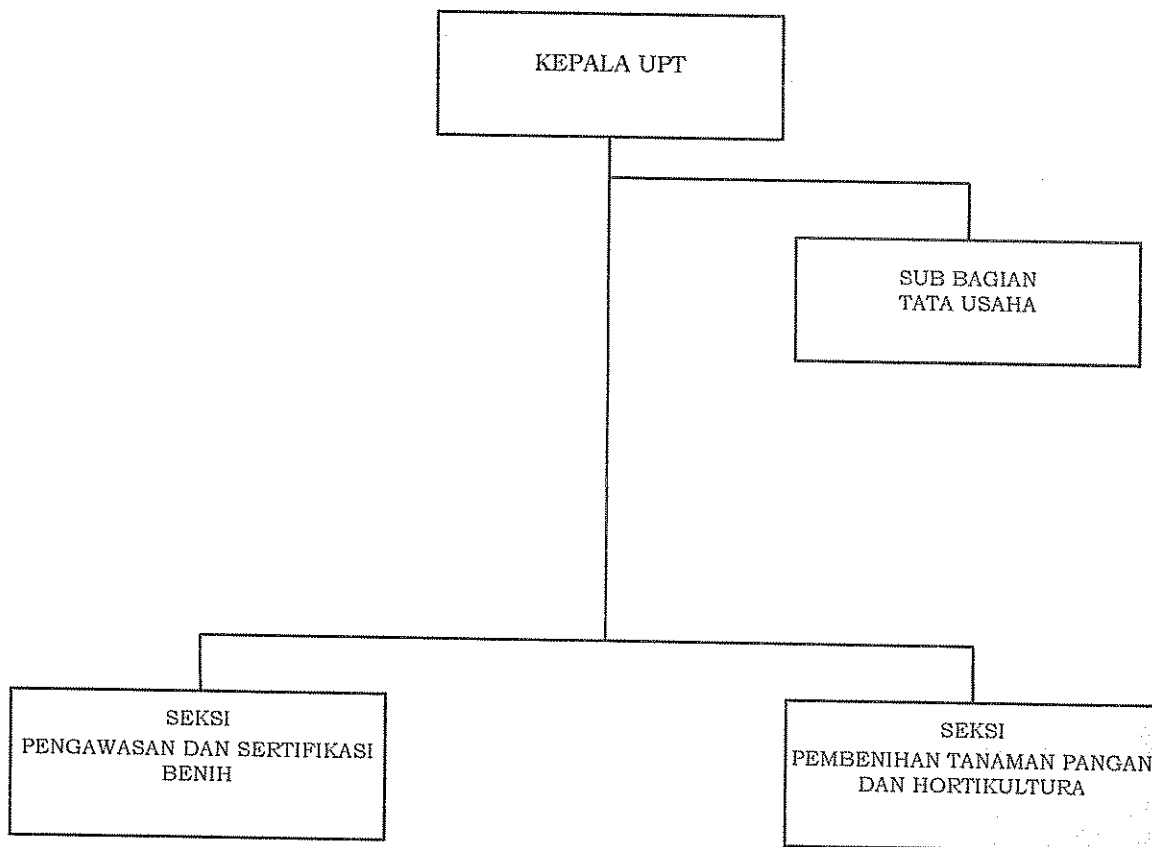 KEPALA UPT
SUB BAGIAN
TATA USAHA
SEKSI
PENGAWASAN DAN SERTIFIKASI
BENIH
SEKSI
PEMBENIHAN TANAMAN PANGAN
DAN HORTIKULTURA